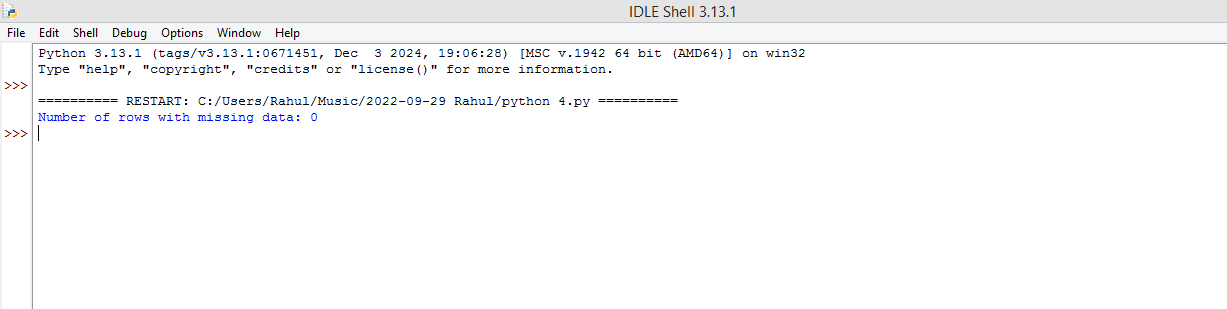 IDLE Shell 3.13.1
File Edit Shell Debug Options Window Help
Python 3.13.1 (tags/v3.13.1:0671451, Dec  3 2024, 19:06:28) [MSC v.1942 64 bit (AMD64)] on win32
Type "help", "copyright", "credits" or "license()" for more information.
>>>
========== RESTART: C:/Users/Rahul/Music/2022-09-29 Rahul/python 4.py ==========
Number of rows with missing data: 0
>>>